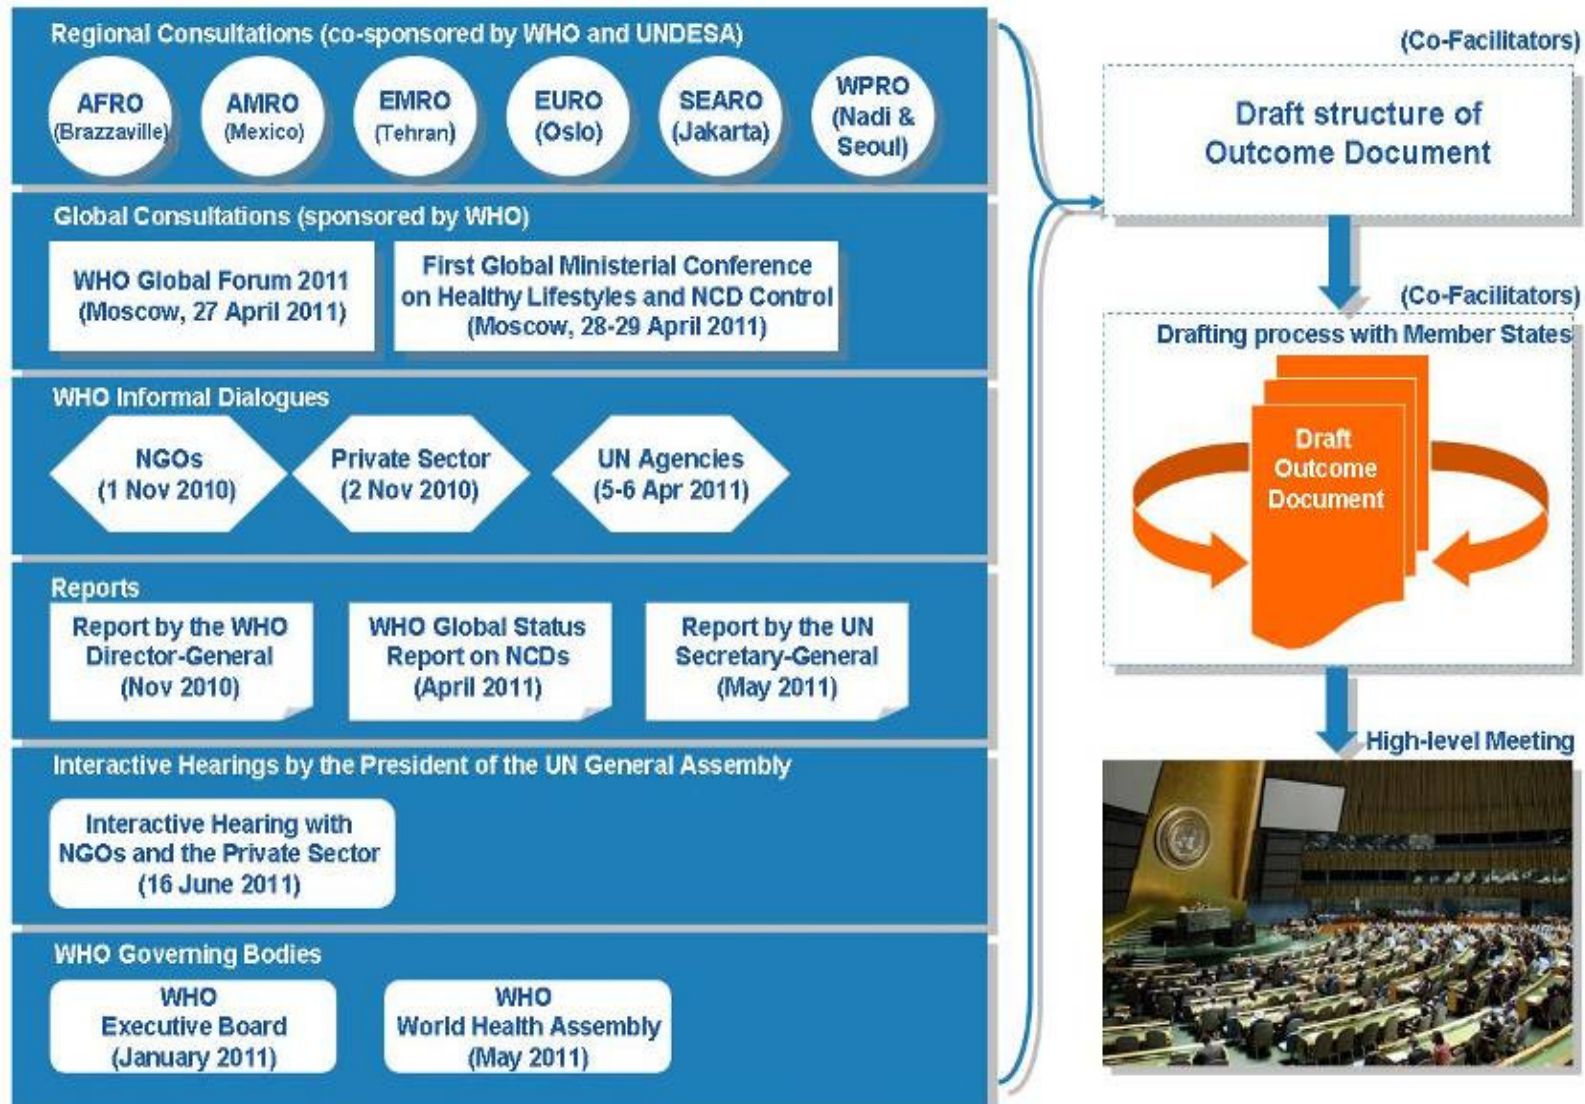 Regional Consultations (co-sponsored by WHO and UNDESA)
AFRO
(Brazzaville)
AMRO
(Mexico)
EMRO
(Tehran)
EURO
(Oslo)
SEARO
(Jakarta)
WPRO
(Nadi &
Seoul)
Global Consultations (sponsored by WHO)
WHO Global Forum 2011
(Moscow, 27 April 2011)
First Global Ministerial Conference
on Healthy Lifestyles and NCD Control
(Moscow, 28-29 April 2011)
WHO Informal Dialogues
NGOs
(1 Nov 2010)
Private Sector
(2 Nov 2010)
UN Agencies
(5-6 Apr 2011)
Reports
Report by the WHO
Director-General
(Nov 2010)
WHO Global Status
Report on NCDs
(April 2011)
Report by the UN
Secretary-General
(May 2011)
Interactive Hearings by the President of the UN General Assembly
Interactive Hearing with
NGOs and the Private Sector
(16 June 2011)
WHO Governing Bodies
WHO
Executive Board
(January 2011)
WHO
World Health Assembly
(May 2011)
(Co-Facilitators)
Draft structure of
Outcome Document
(Co-Facilitators)
Drafting process with Member States
Draft
Outcome
Document
High-level Meeting